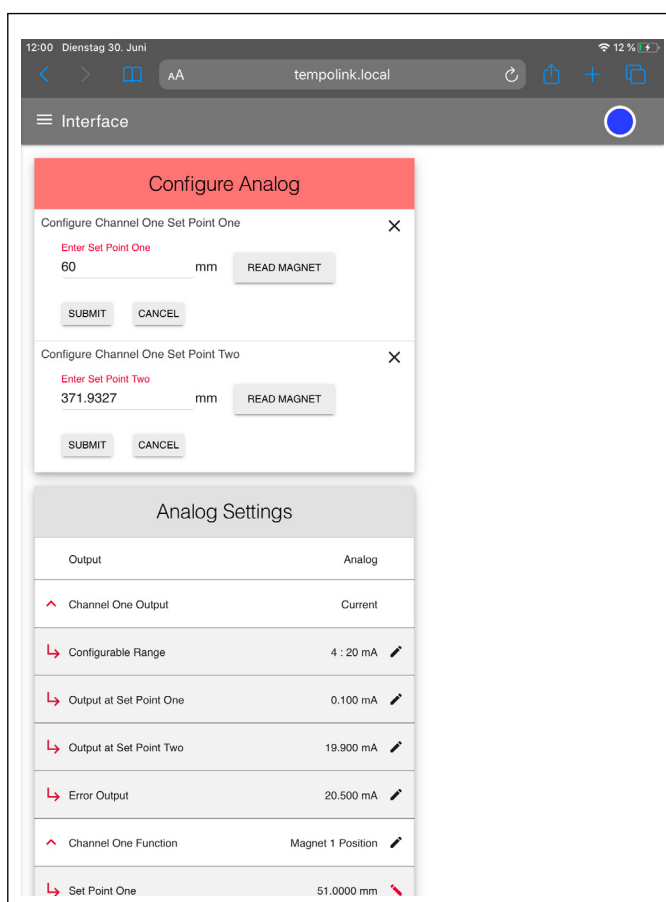 12:00 Dienstag 30. Juni 12 %
AA tempolink.local
Interface
Configure Analog
Configure Channel One Set Point One
Enter Set Point One
60 mm READ MAGNET
SUBMIT CANCEL
Configure Channel One Set Point Two
Enter Set Point Two
371.9327 mm READ MAGNET
SUBMIT CANCEL
Analog Settings
Output Analog
Channel One Output Current
Configurable Range 4 : 20 mA
Output at Set Point One 0.100 mA
Output at Set Point Two 19.900 mA
Error Output 20.500 mA
Channel One Function Magnet 1 Position
Set Point One 51.0000 mm